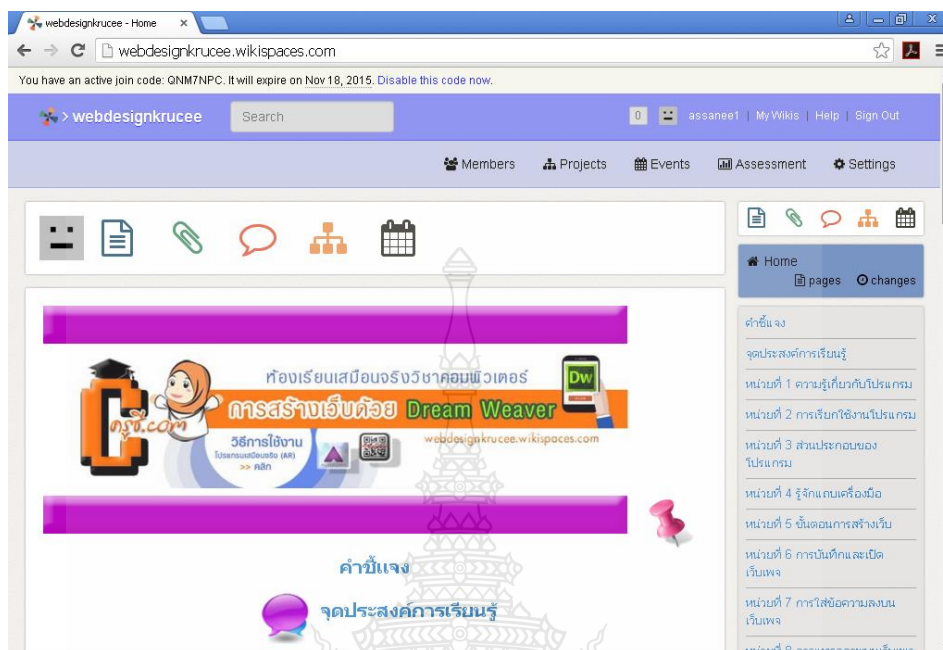 webdesignkrucee - Home
webdesignkrucee.wikispaces.com
You have an active join code: QNM7NPC. It will expire on Nov 18, 2015. Disable this code now.
> webdesignkrucee
Search
0 assanee1 | My Wikis | Help | Sign Out
Members Projects Events Assessment Settings
Home
pages changes
ห้องเรียนเสมือนจริงวิชาคอมพิวเตอร์
Dw
การสร้างเว็บด้วย Dream Weaver
ครูซี.com
วิธีการใช้งาน
webdesignkrucee.wikispaces.com
โปรแกรมเสมือนจริง (AR)
>> คลิก
คำชี้แจง
จุดประสงค์การเรียนรู้
คำชี้แจง
จุดประสงค์การเรียนรู้
หน่วยที่ 1 ความรู้เกี่ยวกับโปรแกรม
หน่วยที่ 2 การเรียกใช้งานโปรแกรม
หน่วยที่ 3 ส่วนประกอบของ
โปรแกรม
หน่วยที่ 4 รู้จักแถบเครื่องมือ
หน่วยที่ 5 ขั้นตอนการสร้างเว็บ
หน่วยที่ 6 การบันทึกและเปิด
เว็บเพจ
หน่วยที่ 7 การใส่ข้อความลงบน
เว็บเพจ